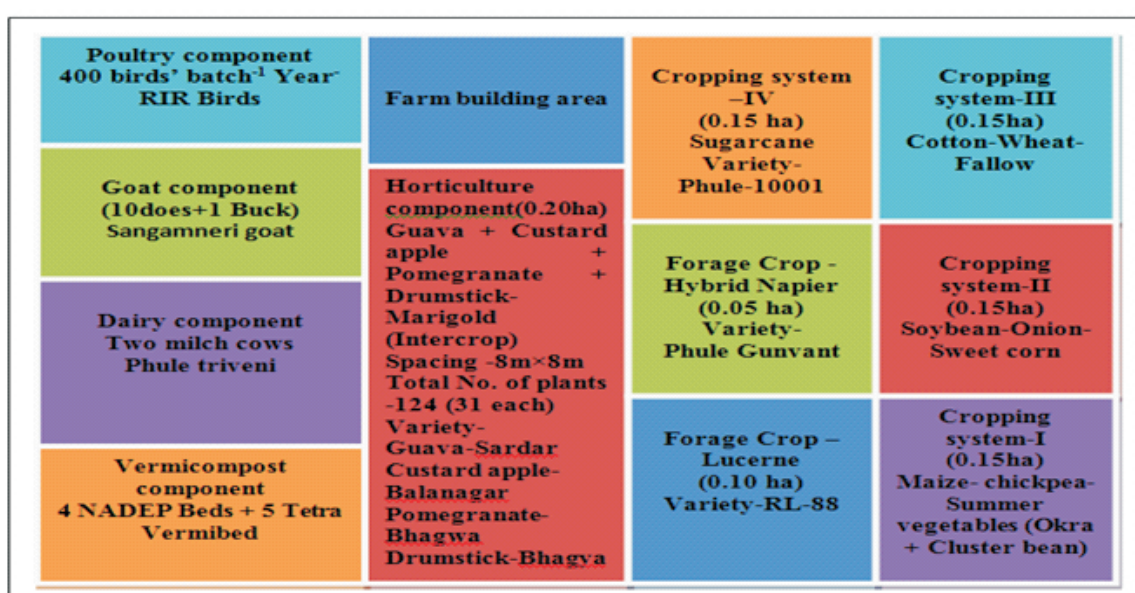 Poultry component
400 birds’ batch-1 Year-
RIR Birds
Goat component
(10does+1 Buck)
Sangamneri goat
Dairy component
Two milch cows
Phule triveni
Vermicompost
component
4 NADEP Beds + 5 Tetra
Vermibed
Farm building area
Horticulture
component(0.20ha)
Guava + Custard
apple +
Pomegranate +
Drumstick-
Marigold
(Intercrop)
Spacing -8m×8m
Total No. of plants
-124 (31 each)
Variety-
Guava-Sardar
Custard apple-
Balanagar
Pomegranate-
Bhagwa
Drumstick-Bhagya
Cropping system
–IV
(0.15 ha)
Sugarcane
Variety-
Phule-10001
Forage Crop -
Hybrid Napier
(0.05 ha)
Variety-
Phule Gunvant
Forage Crop –
Lucerne
(0.10 ha)
Variety-RL-88
Cropping
system-III
(0.15ha)
Cotton-Wheat-
Fallow
Cropping
system-II
(0.15ha)
Soybean-Onion-
Sweet corn
Cropping
system-I
(0.15ha)
Maize- chickpea-
Summer
vegetables (Okra
+ Cluster bean)